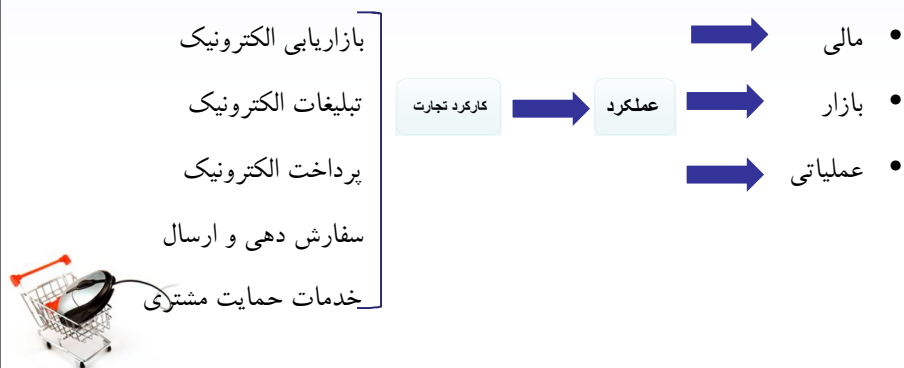 • مالی
• بازار
• عملیاتی
عملکرد
کارکرد تجارت
بازاریابی الکترونیک
تبلیغات الکترونیک
پرداخت الکترونیک
سفارش دهی و ارسال
خدمات حمایت مشتری